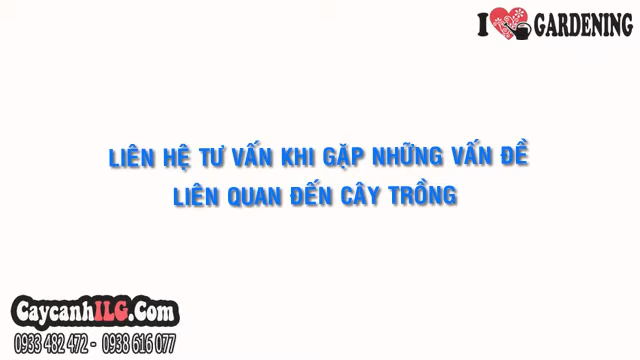 I GARDENING
LIÊN HỆ TƯ VẤN KHI GẶP NHỮNG VẤN ĐỀ
LIÊN QUAN ĐẾN CÂY TRỒNG
CaycanhILG.Com
0933 482 472 - 0938 616 077